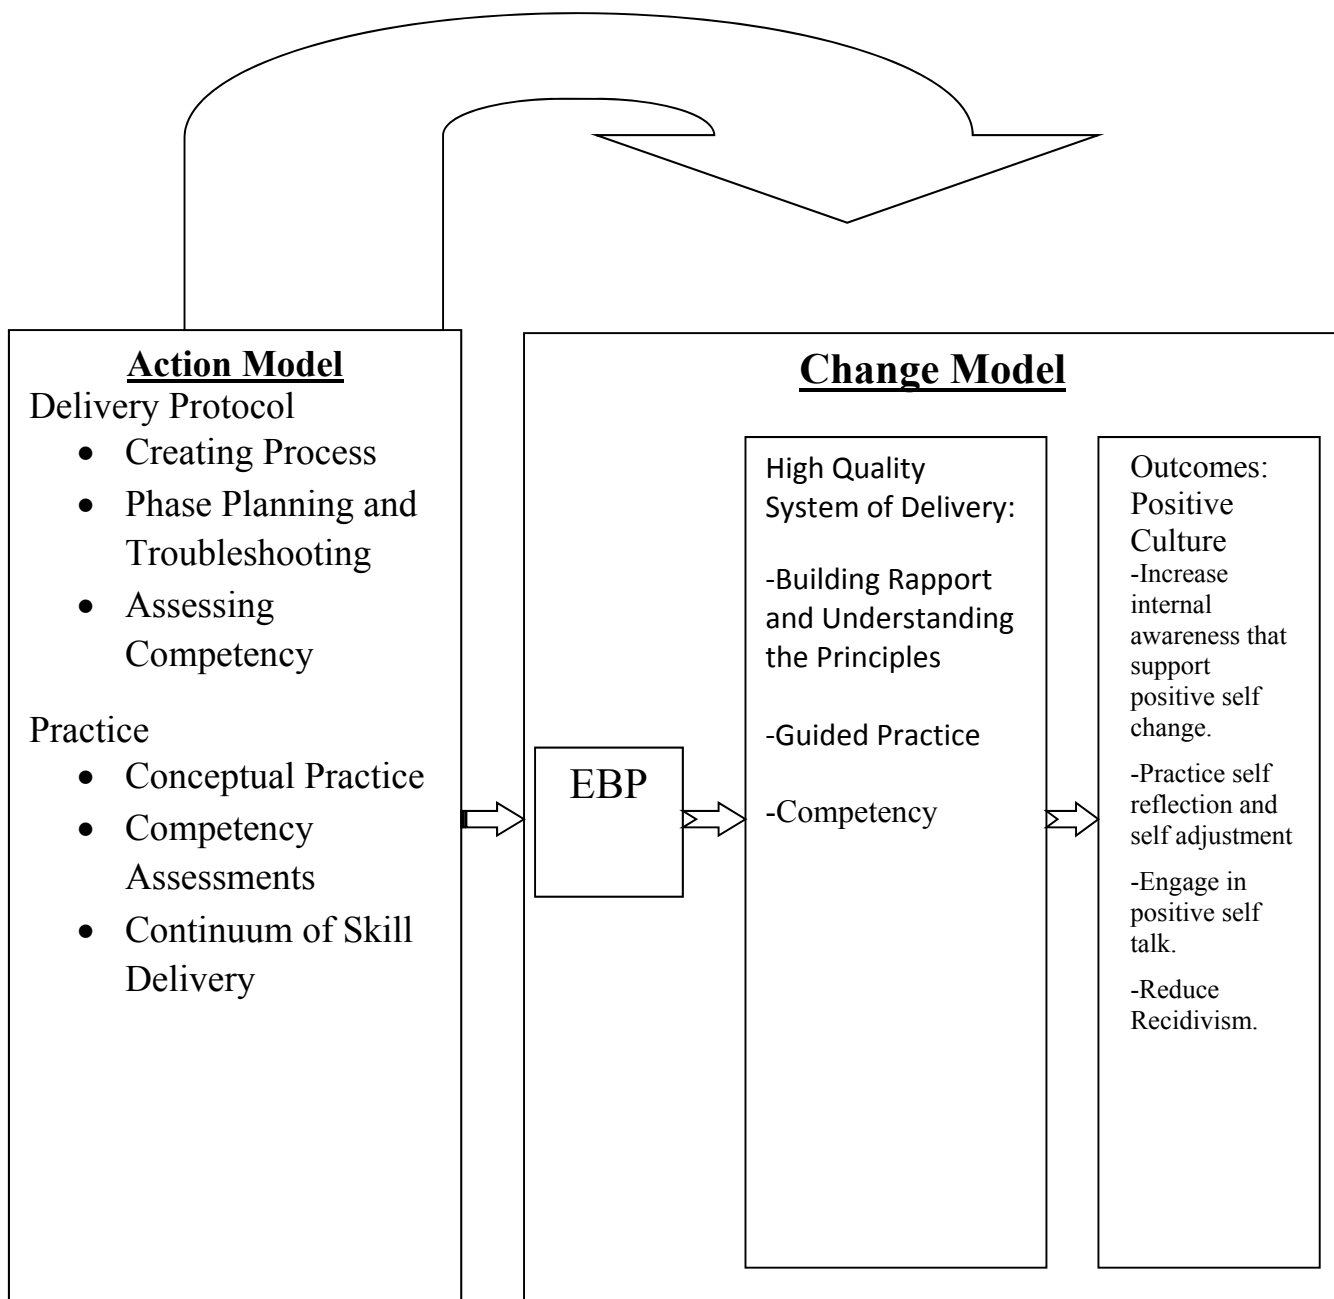 Action Model
Delivery Protocol
• Creating Process
• Phase Planning and
Troubleshooting
• Assessing
Competency
Practice
• Conceptual Practice
• Competency
Assessments
• Continuum of Skill
Delivery
Change Model
EBP
High Quality
System of Delivery:
-Building Rapport
and Understanding
the Principles
-Guided Practice
-Competency
Outcomes:
Positive
Culture
-Increase
internal
awareness that
support
positive self
change.
-Practice self
reflection and
self adjustment
-Engage in
positive self
talk.
-Reduce
Recidivism.